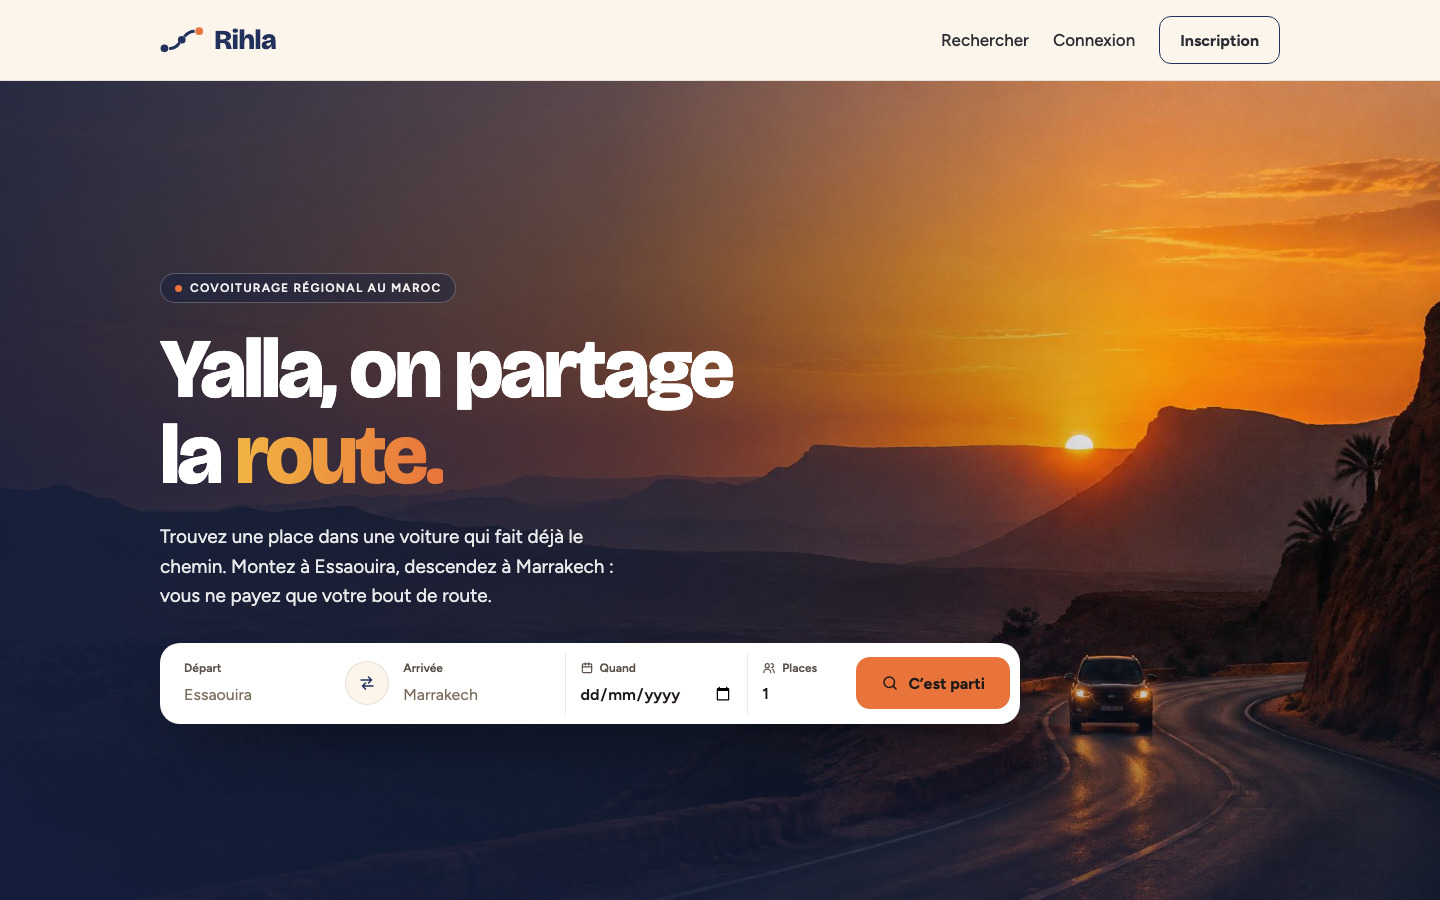 Rihla
Rechercher
Connexion
Inscription
COVOITURAGE RÉGIONAL AU MAROC
Yalla, on partage
la route.
Trouvez une place dans une voiture qui fait déjà le
chemin. Montez à Essaouira, descendez à Marrakech :
vous ne payez que votre bout de route.
Départ
Essaouira
Arrivée
Marrakech
Quand
dd/mm/yyyy
Places
1
C’est parti